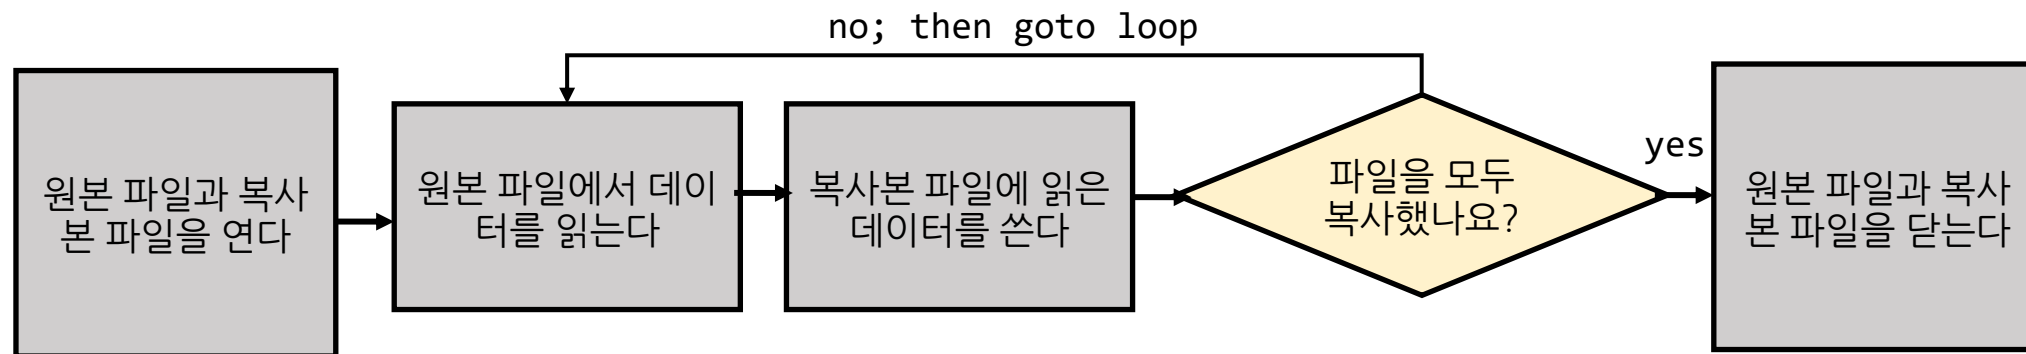 no; then goto loop
원본 파일과 복사
본 파일을 연다
원본 파일에서 데이
터를 읽는다
복사본 파일에 읽은
데이터를 쓴다
파일을 모두
복사했나요?
yes
원본 파일과 복사
본 파일을 닫는다